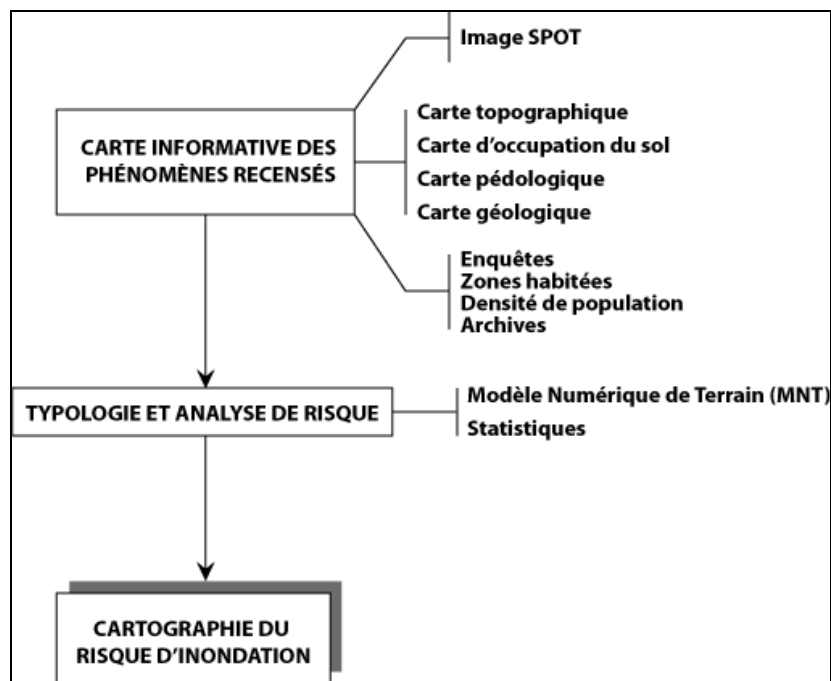 Image SPOT
CARTE INFORMATIVE DES
PHÉNOMÈNES RECENSÉS
Carte topographique
Carte d’occupation du sol
Carte pédologique
Carte géologique
Enquêtes
Zones habitées
Densité de population
Archives
TYPOLOGIE ET ANALYSE DE RISQUE
Modèle Numérique de Terrain (MNT)
Statistiques
CARTOGRAPHIE DU
RISQUE D’INONDATION